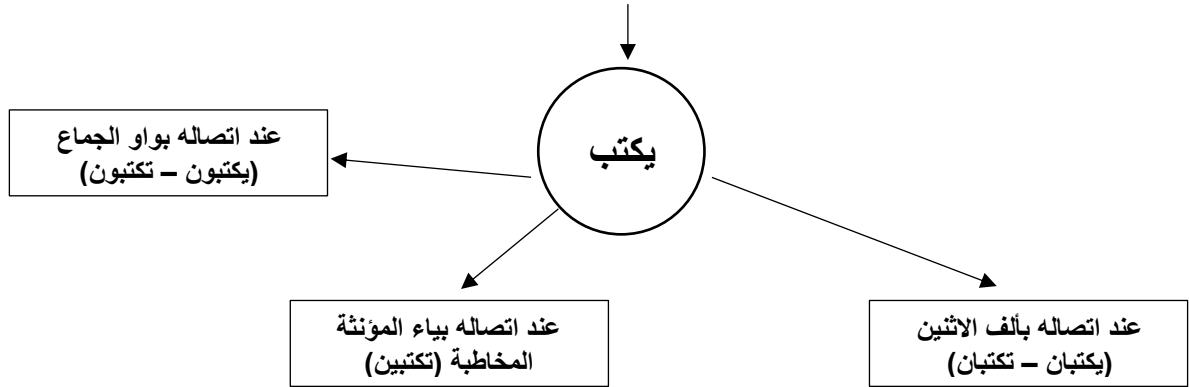 يكتب
عند اتصاله بواو الجماع
(يكتبون – تكتبون)
عند اتصاله بألف الاثنين
(يكتبان – تكتبان)
عند اتصاله بياء المؤنثة
المخاطبة (تكتبين)